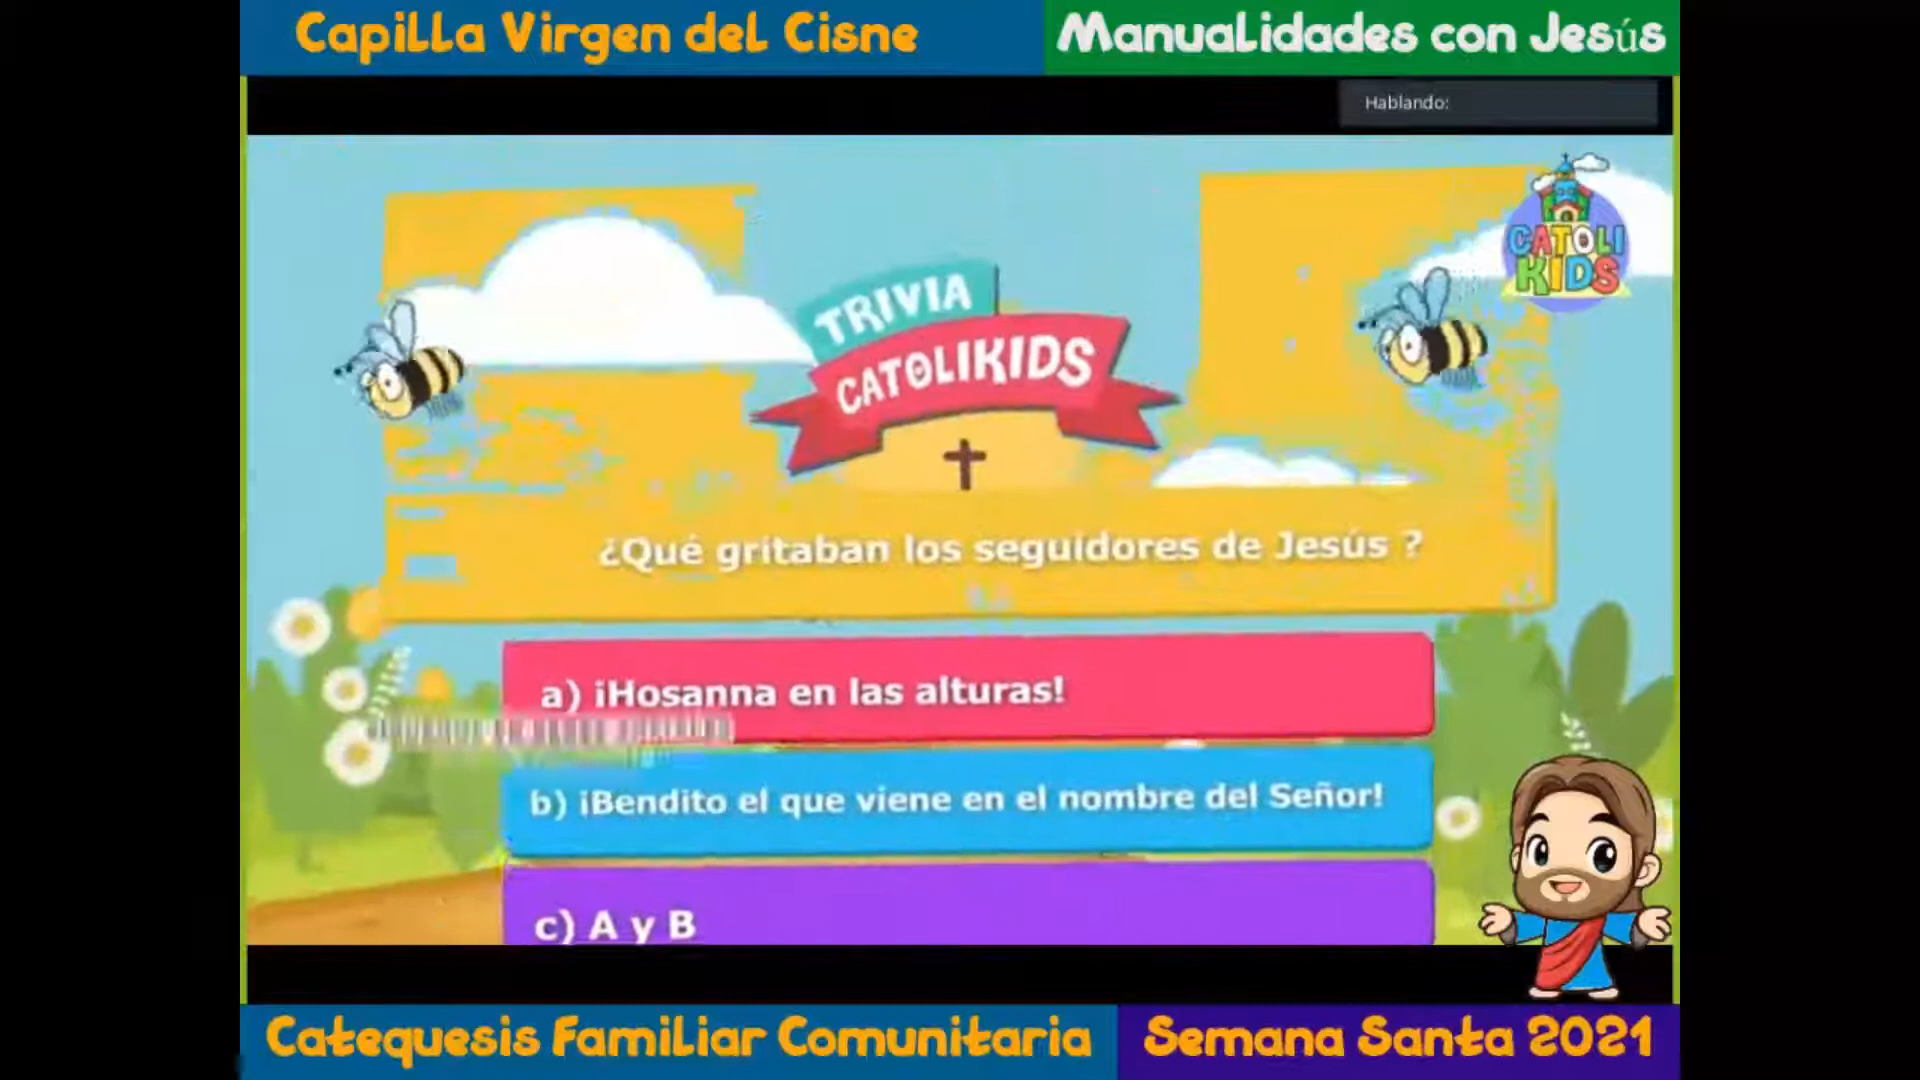 Capilla Virgen del Cisne
Manualidades con Jesús
Hablando:
CATOLI
KIDS
TRIVIA
CATOLIKIDS
¿Qué gritaban los seguidores de Jesús ?
a) ¡Hosanna en las alturas!
b) ¡Bendito el que viene en el nombre del Señor!
c) A y B
Catequesis Familiar Comunitaria
Semana Santa 2021